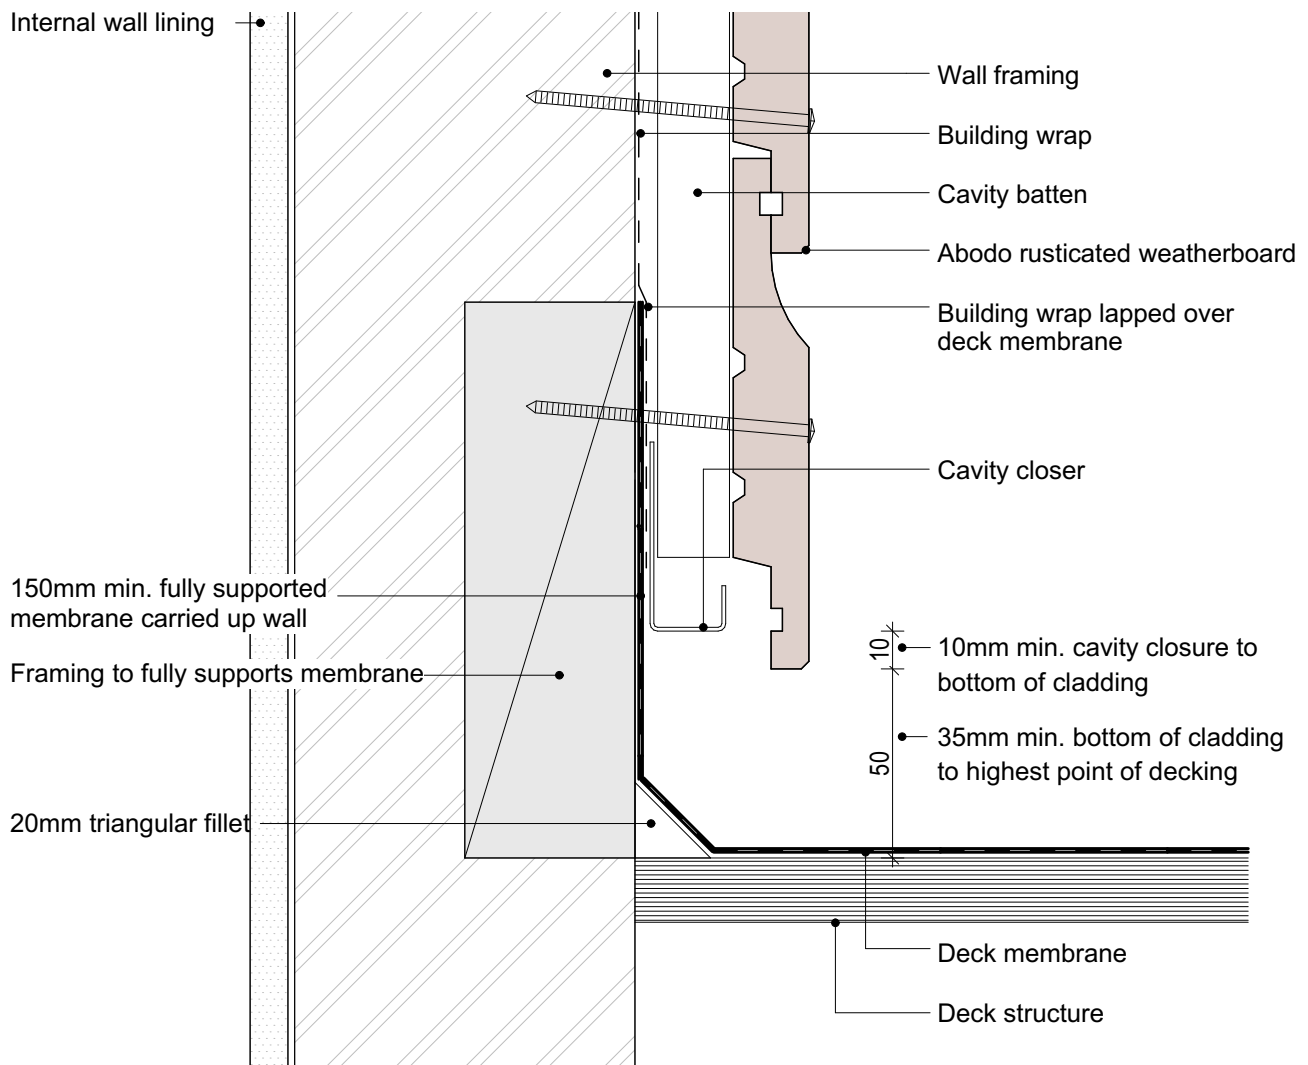 Internal wall lining
Wall framing
Building wrap
Cavity batten
Abodo rusticated weatherboard
Building wrap lapped over
deck membrane
Cavity closer
150mm min. fully supported
membrane carried up wall
Framing to fully supports membrane
10
10mm min. cavity closure to
bottom of cladding
50
35mm min. bottom of cladding
to highest point of decking
20mm triangular fillet
Deck membrane
Deck structure